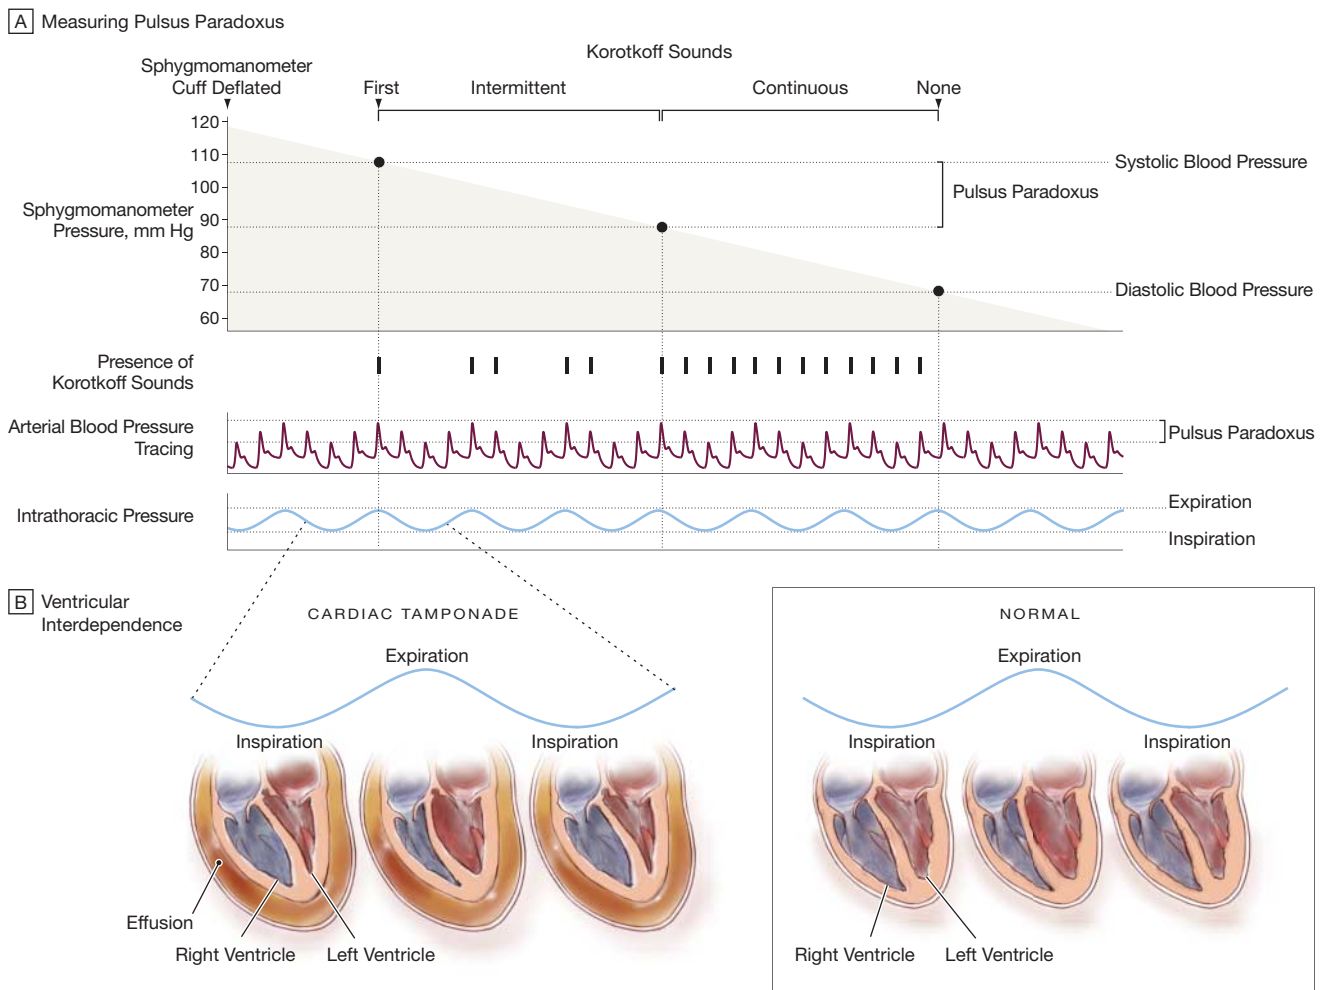 A Measuring Pulsus Paradoxus
Korotkoff Sounds
Sphygmomanometer
Cuff Deflated
First
Intermittent
Continuous
None
120
110
100
90
80
70
60
Sphygmomanometer
Pressure, mm Hg
Systolic Blood Pressure
Pulsus Paradoxus
Diastolic Blood Pressure
Presence of
Korotkoff Sounds
Arterial Blood Pressure
Tracing
Pulsus Paradoxus
Intrathoracic Pressure
Expiration
Inspiration
B Ventricular
Interdependence
CARDIAC TAMPONADE
Expiration
Inspiration
Inspiration
Effusion
Right Ventricle
Left Ventricle
NORMAL
Expiration
Inspiration
Inspiration
Right Ventricle
Left Ventricle